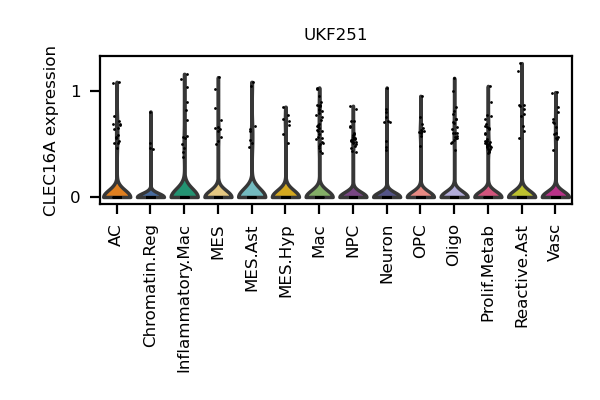 UKF251
CLEC16A expression
1
0
AC
Chromatin.Reg
Inflammatory.Mac
MES
MES.Ast
MES.Hyp
Mac
NPC
Neuron
OPC
Oligo
Prolif.Metab
Reactive.Ast
Vasc